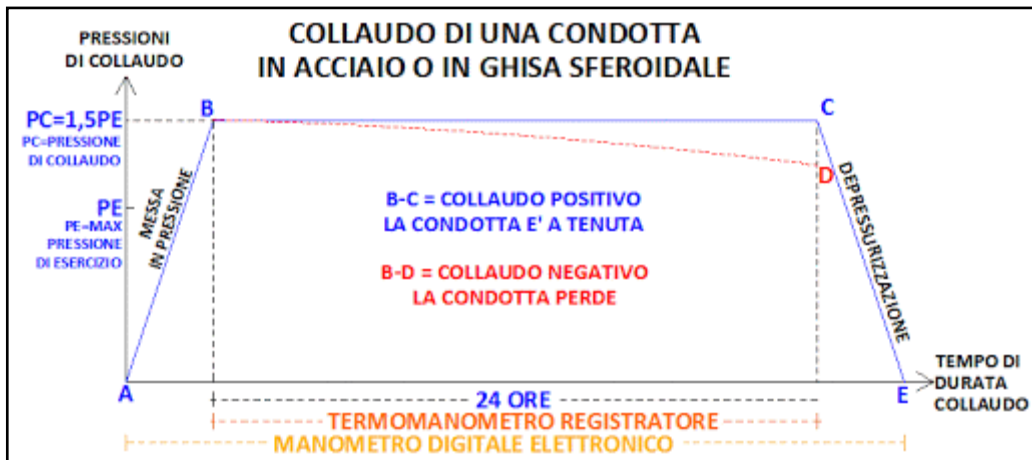 COLLAUDO DI UNA CONDOTTA
IN ACCIAIO O IN GHISA SFEROIDALE
PRESSIONI
DI COLLAUDO
PC=1,5PE
PC=PRESSIONE
DI COLLAUDO
PE
PE=MAX
PRESSIONE
DI ESERCIZIO
B
C
D
MESSA
IN PRESSIONE
B-C = COLLAUDO POSITIVO
LA CONDOTTA E' A TENUTA
B-D = COLLAUDO NEGATIVO
LA CONDOTTA PERDE
DEPRESSURIZZAZIONE
A
E
TEMPO DI
DURATA
COLLAUDO
24 ORE
TERMOMANOMETRO REGISTRATORE
MANOMETRO DIGITALE ELETTRONICO